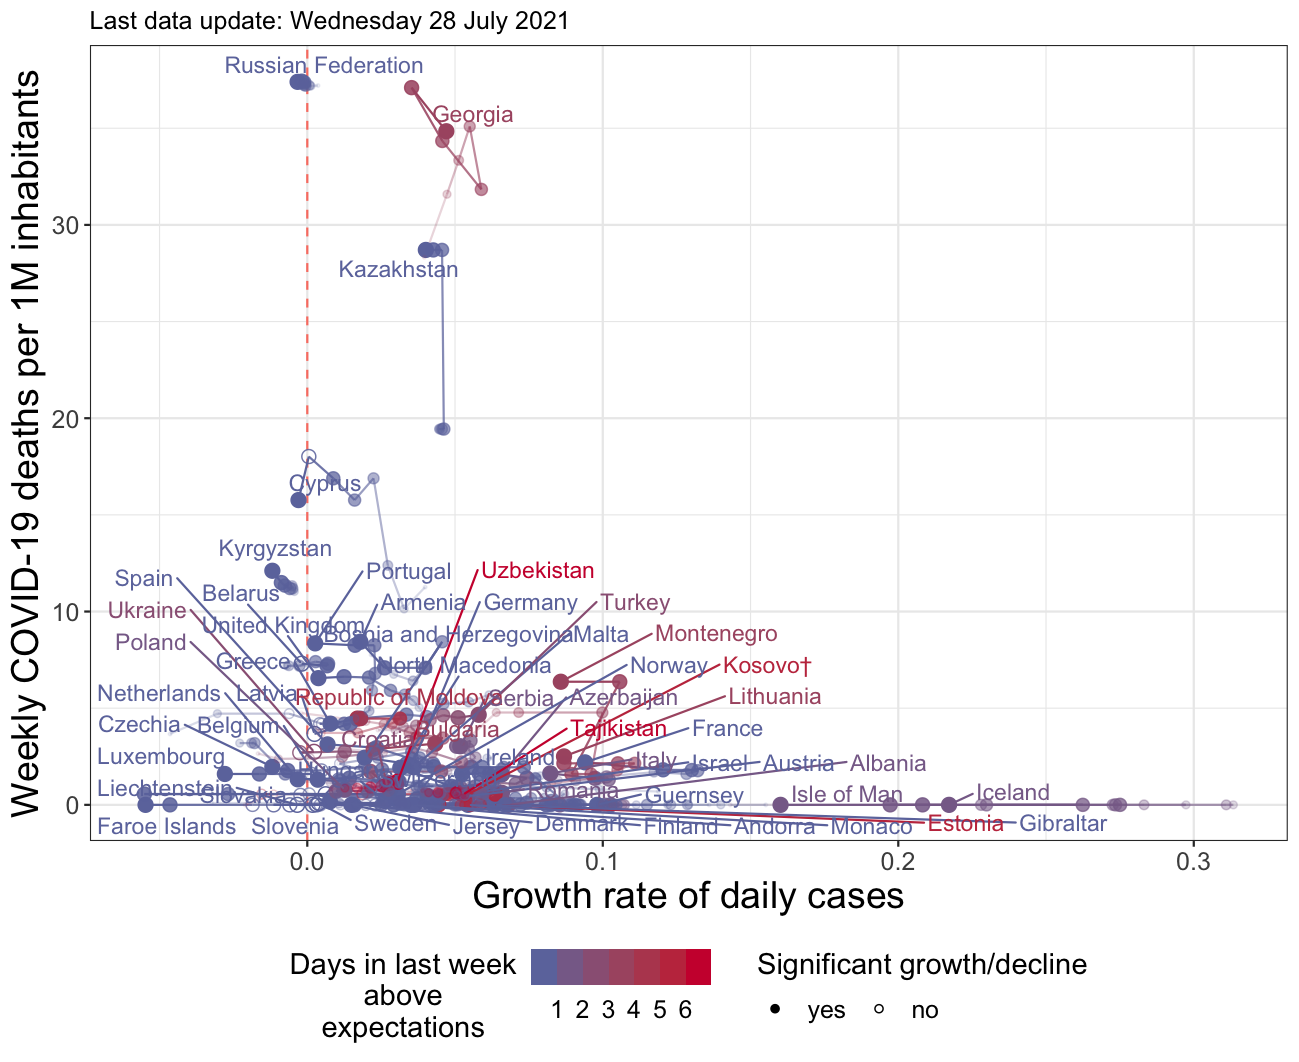 Last data update: Wednesday 28 July 2021
Weekly COVID-19 deaths per 1M inhabitants
30
20
10
0
Russian Federation
Georgia
Kazakhstan
Cyprus
Kyrgyzstan
Spain
Portugal
Uzbekistan
Belarus
Armenia
Germany
Turkey
Ukraine
United Kingdom
Bosnia and Herzegovina
Malta
Montenegro
Poland
Greece
North Macedonia
Norway
Kosovo†
Netherlands
Latvia
Republic of Moldova
Serbia
Azerbaijan
Lithuania
Czechia
Belgium
Croatia
Bulgaria
Tajikistan
France
Luxembourg
Ireland
Italy
Israel
Austria
Albania
Liechtenstein
Slovakia
Romania
Guernsey
Isle of Man
Iceland
Faroe Islands
Slovenia
Sweden
Jersey
Denmark
Finland
Andorra
Monaco
Estonia
Gibraltar
0.0
0.1
0.2
0.3
Growth rate of daily cases
Days in last week
above
expectations
1 2 3 4 5 6
Significant growth/decline
yes
no